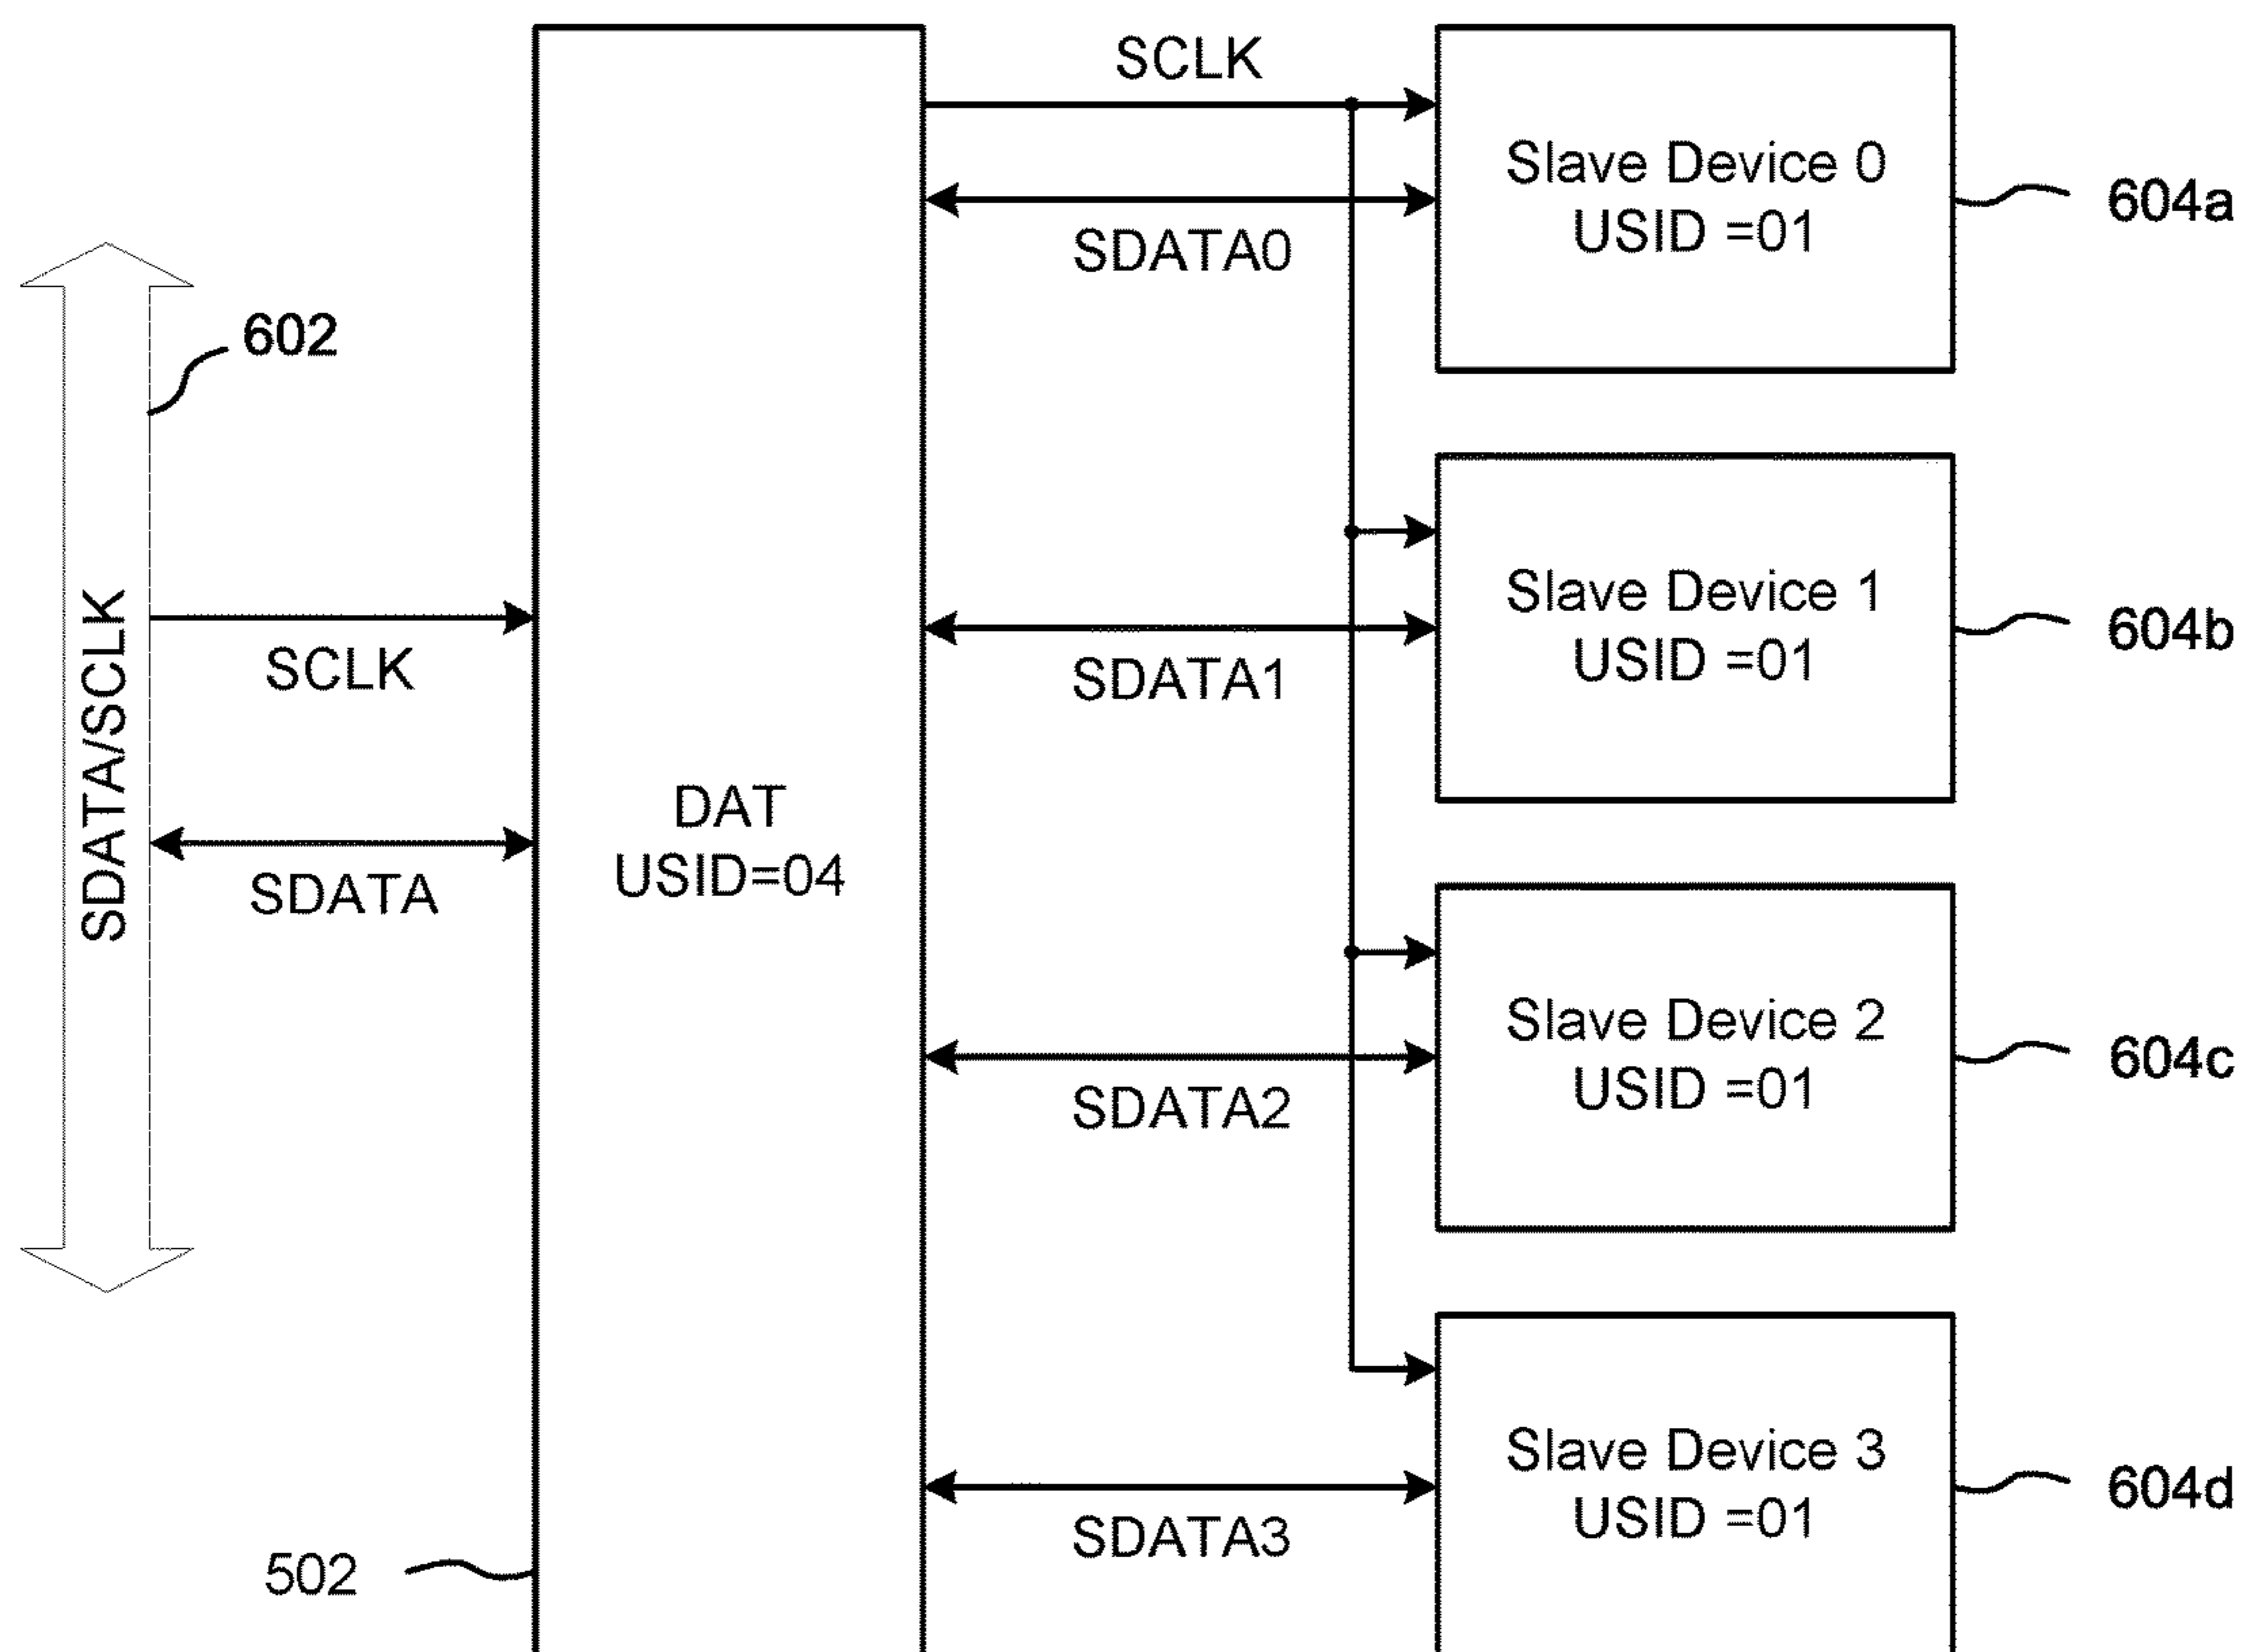 SCLK
Slave Device 0
USID =01
604a
SDATA0
602
Slave Device 1
USID =01
604b
SDATA/SCLK
SCLK
SDATA1
DAT
USID=04
SDATA
Slave Device 2
USID =01
604c
SDATA2
Slave Device 3
USID =01
604d
SDATA3
502